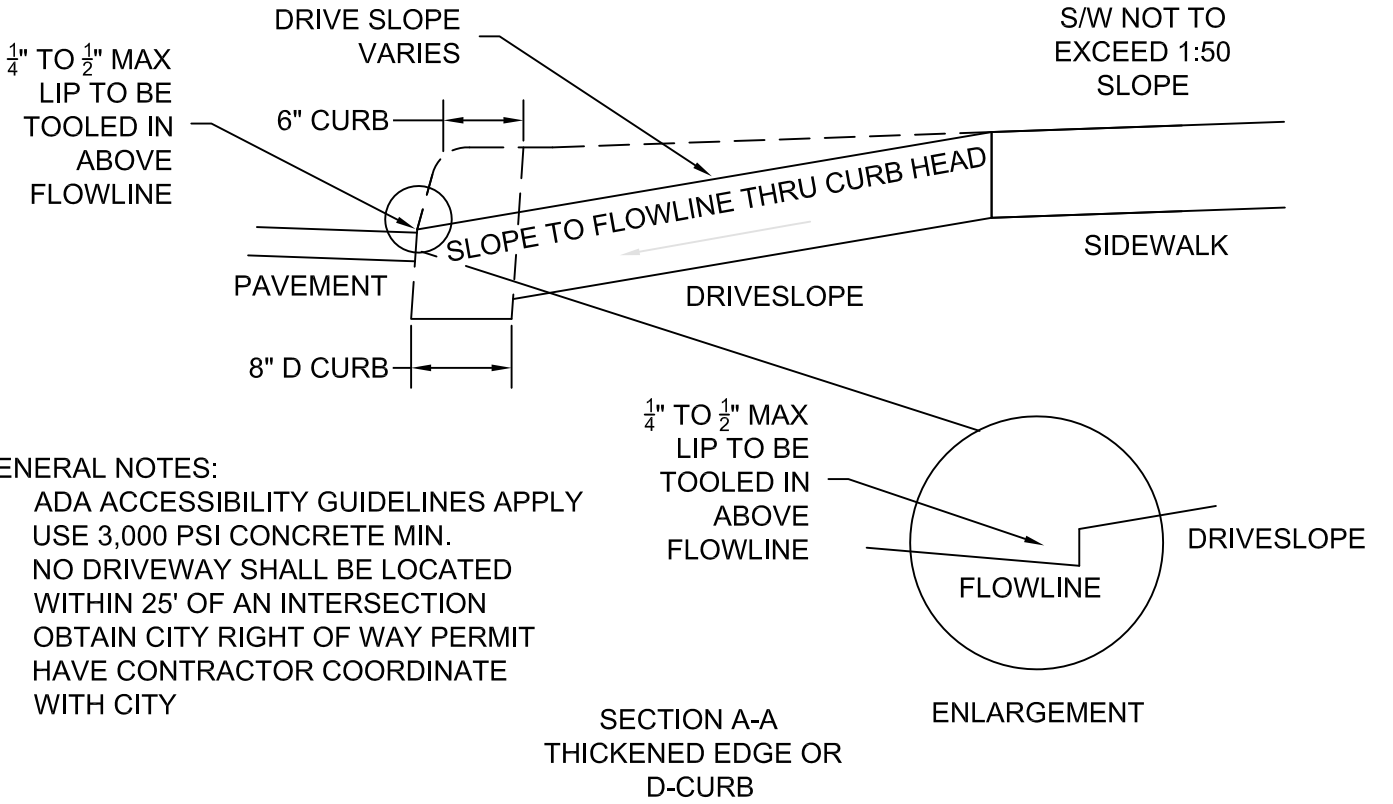 DRIVE SLOPE
VARIES
S/W NOT TO
EXCEED 1:50
SLOPE
1/4" TO 1/2" MAX
LIP TO BE
TOOLED IN
ABOVE
FLOWLINE
6" CURB
SLOPE TO FLOWLINE THRU CURB HEAD
SIDEWALK
PAVEMENT
DRIVESLOPE
8" D CURB
1/4" TO 1/2" MAX
LIP TO BE
TOOLED IN
ABOVE
FLOWLINE
DRIVESLOPE
FLOWLINE
ENERAL NOTES:
ADA ACCESSIBILITY GUIDELINES APPLY
USE 3,000 PSI CONCRETE MIN.
NO DRIVEWAY SHALL BE LOCATED
WITHIN 25' OF AN INTERSECTION
OBTAIN CITY RIGHT OF WAY PERMIT
HAVE CONTRACTOR COORDINATE
WITH CITY
ENLARGEMENT
SECTION A-A
THICKENED EDGE OR
D-CURB